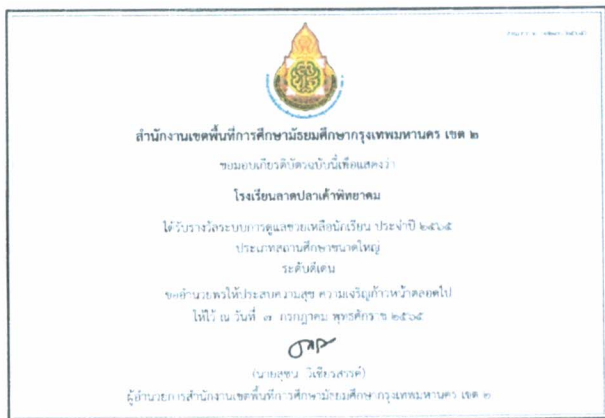 สำนักงานเขตพื้นที่การศึกษามัธยมศึกษากรุงเทพมหานคร เขต ๒
ขอมอบเกียรติบัตรฉบับนี้เพื่อแสดงว่า
โรงเรียนลาดปลาเค้าพิทยาคม
ได้รับรางวัลระบบการดูแลช่วยเหลือนักเรียน ประจำปี ๒๕๖๕
ประเภทสถานศึกษาขนาดใหญ่
ระดับดีเด่น
ขออำนวยพรให้ประสบความสุข ความเจริญก้าวหน้าตลอดไป
ให้ไว้ ณ วันที่ ๗ กรกฎาคม พุทธศักราช ๒๕๖๕
วิเชียรสรรค์)
ผู้อำนวยการสำนักงานเขตพื้นที่การศึกษามัธยมศึกษากรุงเทพมหานคร เขต ๒